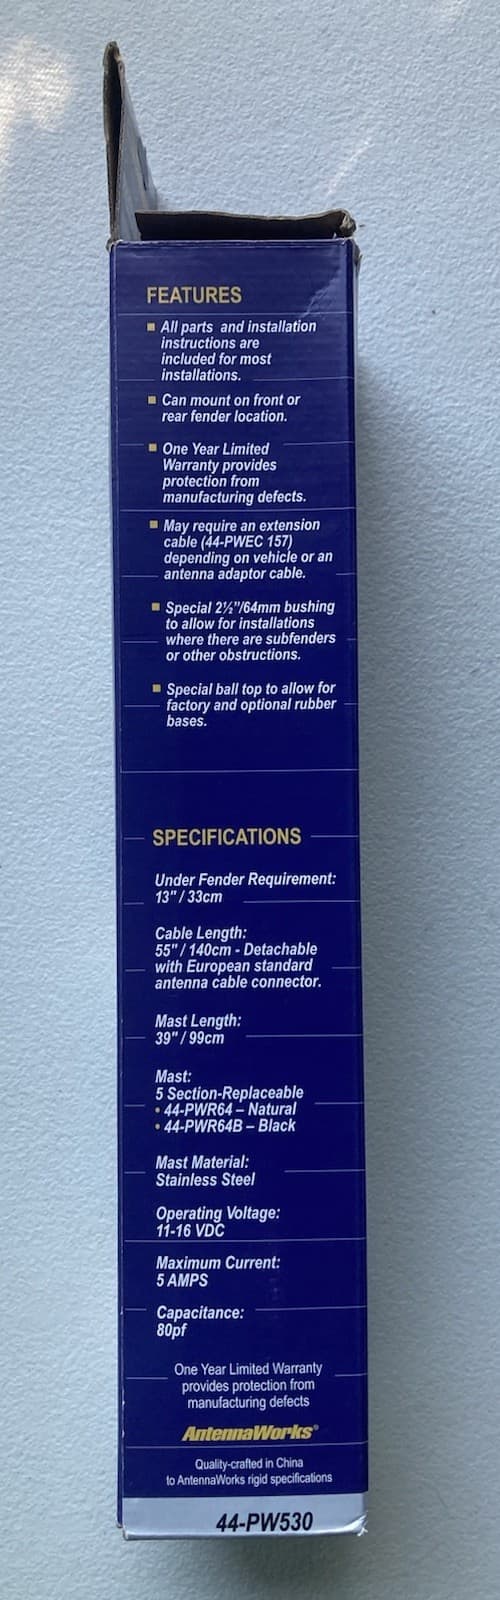 FEATURES
■ All parts and installation
instructions are
included for most
installations.
■ Can mount on front or
rear fender location.
■ One Year Limited
Warranty provides
protection from
manufacturing defects.
■ May require an extension
cable (44-PWEC 157)
depending on vehicle or an
antenna adaptor cable.
■ Special 2½”/64mm bushing
to allow for installations
where there are subfenders
or other obstructions.
■ Special ball top to allow for
factory and optional rubber
bases.
SPECIFICATIONS
Under Fender Requirement:
13" / 33cm
Cable Length:
55" / 140cm - Detachable
with European standard
antenna cable connector.
Mast Length:
39" / 99cm
Mast:
5 Section-Replaceable
• 44-PWR64 – Natural
• 44-PWR64B – Black
Mast Material:
Stainless Steel
Operating Voltage:
11-16 VDC
Maximum Current:
5 AMPS
Capacitance:
80pf
One Year Limited Warranty
provides protection from
manufacturing defects
AntennaWorks®
Quality-crafted in China
to AntennaWorks rigid specifications
44-PW530